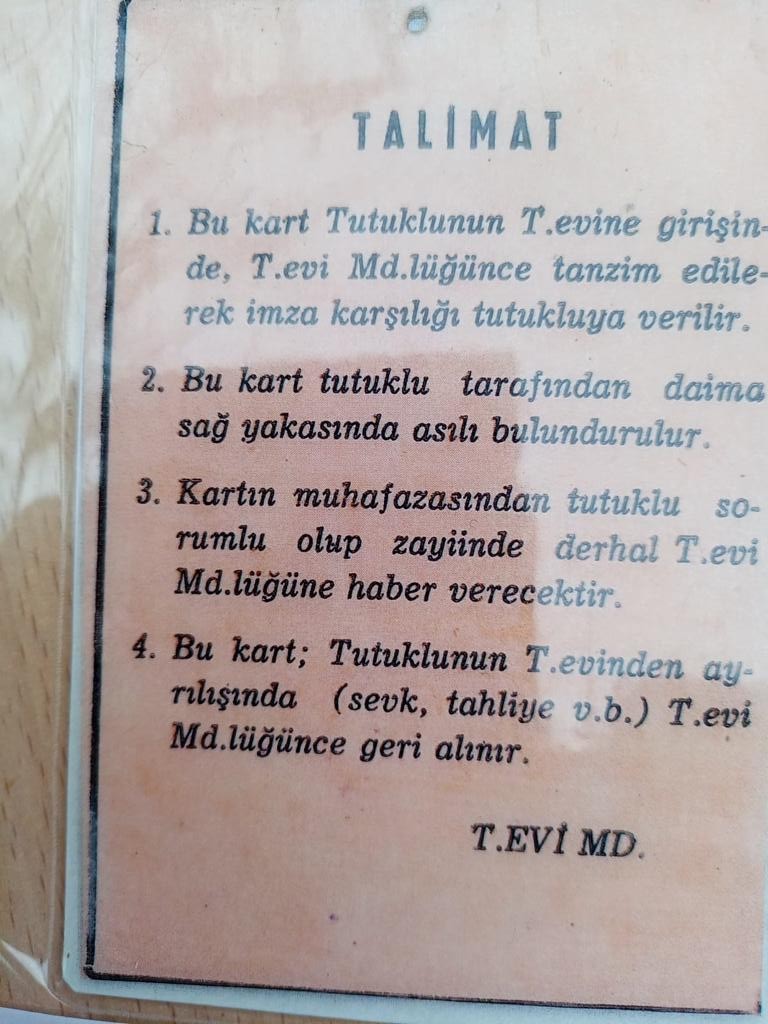 TALİMAT
1. Bu kart Tutuklunun T.evine girişin-
de, T.evi Md.lüğünce tanzim edile-
rek imza karşılığı tutukluya verilir.
2. Bu kart tutuklu tarafından daima
sağ yakasında asılı bulundurulur.
3. Kartın muhafazasından tutuklu so-
rumlu olup zayiinde derhal T.evi
Md.lüğüne haber verecektir.
4. Bu kart; Tutuklunun T.evinden ay-
rılışında (sevk, tahliye v.b.) T.evi
Md.lüğünce geri alınır.
T.EVİ MD.